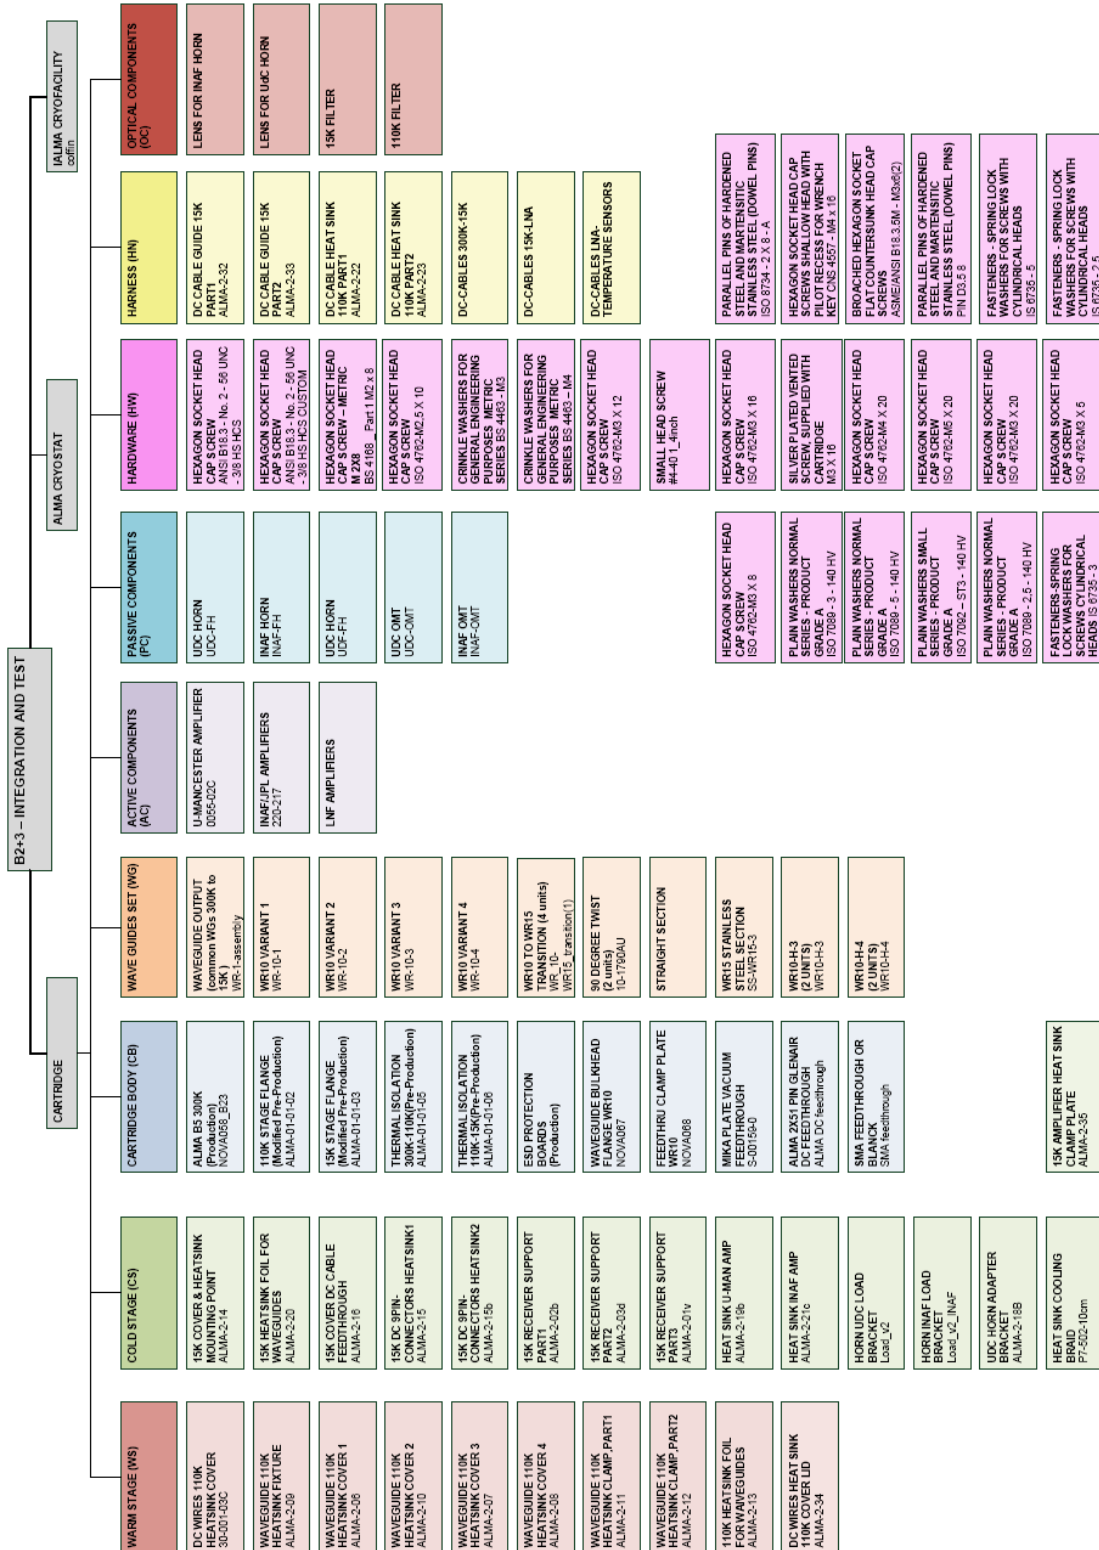 B2+3 – INTEGRATION AND TEST
CARTRIDGE
ALMA CRYOSTAT
IALMA CRYOFACILITY
coffin
WARM STAGE (WS)
DC WIRES 110K
HEATSINK COVER
30-001-03C
WAVEGUIDE 110K
HEATSINK FIXTURE
ALMA-2-09
WAVEGUIDE 110K
HEATSINK COVER 1
ALMA-2-06
WAVEGUIDE 110K
HEATSINK COVER 2
ALMA-2-10
WAVEGUIDE 110K
HEATSINK COVER 3
ALMA-2-07
WAVEGUIDE 110K
HEATSINK COVER 4
ALMA-2-08
WAVEGUIDE 110K
HEATSINK CLAMP.PART1
ALMA-2-11
WAVEGUIDE 110K
HEATSINK CLAMP.PART2
ALMA-2-12
110K HEATSINK FOIL
FOR WAIVEGUIDES
ALMA-2-13
DC WIRES HEAT SINK
110K COVER LID
ALMA-2-34
COLD STAGE (CS)
15K COVER & HEATSINK
MOUNTING POINT
ALMA-2-14
15K HEATSINK FOIL FOR
WAVEGUIDES
ALMA-2-20
15K COVER DC CABLE
FEEDTHROUGH
ALMA-2-16
15K DC 9PIN-
CONNECTORS HEATSINK1
ALMA-2-15
15K DC 9PIN-
CONNECTORS HEATSINK2
ALMA-2-15b
15K RECEIVER SUPPORT
PART1
ALMA-2-02b
15K RECEIVER SUPPORT
PART2
ALMA-2-03d
15K RECEIVER SUPPORT
PART3
ALMA-2-01v
HEAT SINK U-MAN AMP
ALMA-2-19b
HEAT SINK INAF AMP
ALMA-2-21c
HORN UDC LOAD
BRACKET
Load_v2
HORN INAF LOAD
BRACKET
Load_v2_INAF
UDC HORN ADAPTER
BRACKET
ALMA-2-18B
HEAT SINK COOLING
BRAID
P7-502-10cm
CARTRIDGE BODY (CB)
ALMA B5 300K
(Production)
NOVA058_B23
110K STAGE FLANGE
(Modified Pre-Production)
ALMA-01-01-02
15K STAGE FLANGE
(Modified Pre-Production)
ALMA-01-01-03
THERMAL ISOLATION
300K-110K(Pre-Production)
ALMA-01-01-05
THERMAL ISOLATION
110K-15K(Pre-Production)
ALMA-01-01-06
ESD PROTECTION
BOARDS
(Production)
WAVEGUIDE BULKHEAD
FLANGE WR10
NOVA067
FEEDTHRU CLAMP PLATE
WR10
NOVA068
MIKA PLATE VACUUM
FEEDTHROUGH
S-00159-0
ALMA 2X51 PIN GLENAIR
DC FEEDTHROUGH
ALMA DC feedthrough
SMA FEEDTHROUGH OR
BLANCK
SMA feedthrough
15K AMPLIFIER HEAT SINK
CLAMP PLATE
ALMA-2-35
WAVE GUIDES SET (WG)
WAVEGUIDE OUTPUT
(common WGs 300K to
15K )
WR-1-assembly
WR10 VARIANT 1
WR-10-1
WR10 VARIANT 2
WR-10-2
WR10 VARIANT 3
WR-10-3
WR10 VARIANT 4
WR-10-4
WR10 TO WR15
TRANSITION (4 units)
WR_10-
WR15_transition(1)
90 DEGREE TWIST
(2 units)
10-1790AU
STRAIGHT SECTION
WR15 STAINLESS
STEEL SECTION
SS-WR15-3
WR10-H-3
(2 UNITS)
WR10-H-3
WR10-H-4
(2 UNITS)
WR10-H-4
ACTIVE COMPONENTS
(AC)
U-MANCESTER AMPLIFIER
0055-02C
INAF/JPL AMPLIFIERS
220-217
LNF AMPLIFIERS
PASSIVE COMPONENTS
(PC)
UDC HORN
UDC-FH
INAF HORN
INAF-FH
UDC HORN
UDF-FH
UDC OMT
UDC-OMT
INAF OMT
INAF-OMT
HEXAGON SOCKET HEAD
CAP SCREW
ISO 4762-M3 X 8
PLAIN WASHERS NORMAL
SERIES - PRODUCT
GRADE A
ISO 7089 - 3 - 140 HV
PLAIN WASHERS NORMAL
SERIES - PRODUCT
GRADE A
ISO 7089 - 5 - 140 HV
PLAIN WASHERS SMALL
SERIES - PRODUCT
GRADE A
ISO 7092 – ST3 - 140 HV
PLAIN WASHERS NORMAL
SERIES - PRODUCT
GRADE A
ISO 7089 - 2,5 - 140 HV
FASTENERS-SPRING
LOCK WASHERS FOR
SCREWS CYLINDRICAL
HEADS IS 6735 - 3
HARDWARE (HW)
HEXAGON SOCKET HEAD
CAP SCREW
ANSI B18.3 - No. 2 - 56 UNC
- 3/8 HS HCS
HEXAGON SOCKET HEAD
CAP SCREW
ANSI B18.3 - No. 2 - 56 UNC
- 3/8 HS HCS CUSTOM
HEXAGON SOCKET HEAD
CAP SCREW – METRIC
M 2X8
BS 4168 _ Part 1 M2 x 8
HEXAGON SOCKET HEAD
CAP SCREW
ISO 4762-M2,5 X 10
CRINKLE WASHERS FOR
GENERAL ENGINEERING
PURPOSES METRIC
SERIES BS 4463 - M3
CRINKLE WASHERS FOR
GENERAL ENGINEERING
PURPOSES METRIC
SERIES BS 4463 – M4
HEXAGON SOCKET HEAD
CAP SCREW
ISO 4762-M3 X 12
SMALL HEAD SCREW
#4-40 1_4inch
HEXAGON SOCKET HEAD
CAP SCREW
ISO 4762-M3 X 16
SILVER PLATED VENTED
SCREW, SUPPLIED WITH
CARTRIDGE
M3 X 16
HEXAGON SOCKET HEAD
CAP SCREW
ISO 4762-M4 X 20
HEXAGON SOCKET HEAD
CAP SCREW
ISO 4762-M5 X 20
HEXAGON SOCKET HEAD
CAP SCREW
ISO 4762-M3 X 20
HEXAGON SOCKET HEAD
CAP SCREW
ISO 4762-M3 X 5
HARNESS (HN)
DC CABLE GUIDE 15K
PART1
ALMA-2-32
DC CABLE GUIDE 15K
PART2
ALMA-2-33
DC CABLE HEAT SINK
110K PART1
ALMA-2-22
DC CABLE HEAT SINK
110K PART2
ALMA-2-23
DC-CABLES 300K-15K
DC-CABLES 15K-LNA
DC-CABLES LNA-
TEMPERATURE SENSORS
PARALLEL PINS OF HARDENED
STEEL AND MARTENSITIC
STAINLESS STEEL (DOWEL PINS)
ISO 8734 - 2 X 8 - A
HEXAGON SOCKET HEAD CAP
SCREWS SHALLOW HEAD WITH
PILOT RECESS FOR WRENCH
KEY CNS 4557 - M4 x 16
BROACHED HEXAGON SOCKET
FLAT COUNTERSUNK HEAD CAP
SCREWS
ASME/ANSI B18.3.5M - M3x6(2)
PARALLEL PINS OF HARDENED
STEEL AND MARTENSITIC
STAINLESS STEEL (DOWEL PINS)
PIN D3.5 8
FASTENERS - SPRING LOCK
WASHERS FOR SCREWS WITH
CYLINDRICAL HEADS
IS 6735 - 5
FASTENERS - SPRING LOCK
WASHERS FOR SCREWS WITH
CYLINDRICAL HEADS
IS 6735 - 2,5
OPTICAL COMPONENTS
(OC)
LENS FOR INAF HORN
LENS FOR UdC HORN
15K FILTER
110K FILTER